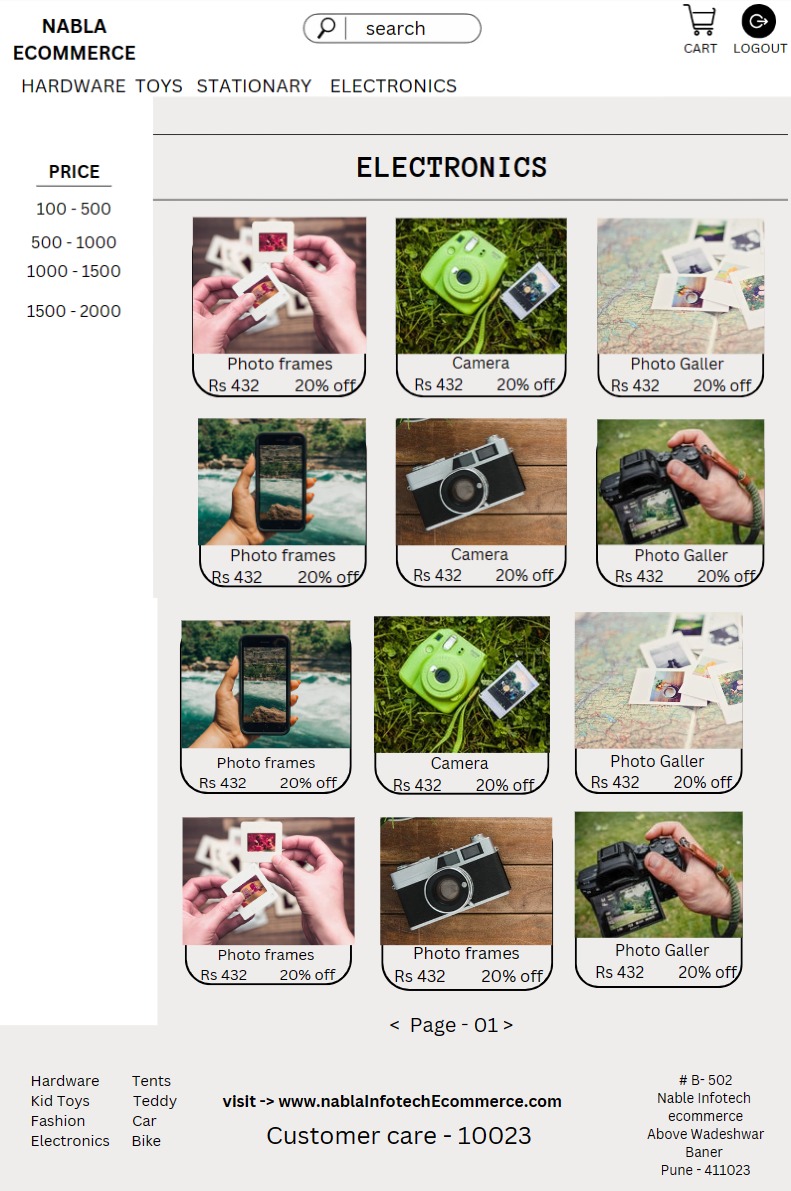 NABLA
ECOMMERCE
search
CART
LOGOUT
HARDWARE TOYS STATIONARY ELECTRONICS
PRICE
100 - 500
500 - 1000
1000 - 1500
1500 - 2000
ELECTRONICS
Photo frames
Rs 432 20% off
Camera
Rs 432 20% off
Photo Galler
Rs 432 20% off
Photo frames
Rs 432 20% off
Camera
Rs 432 20% off
Photo Galler
Rs 432 20% off
Photo frames
Rs 432 20% off
Camera
Rs 432 20% off
Photo Galler
Rs 432 20% off
Photo frames
Rs 432 20% off
Photo frames
Rs 432 20% off
Photo Galler
Rs 432 20% off
< Page - 01 >
Hardware Tents
Kid Toys Teddy
Fashion Car
Electronics Bike
visit -> www.nablaInfotechEcommerce.com
Customer care - 10023
# B- 502
Nable Infotech
ecommerce
Above Wadeshwar
Baner
Pune - 411023